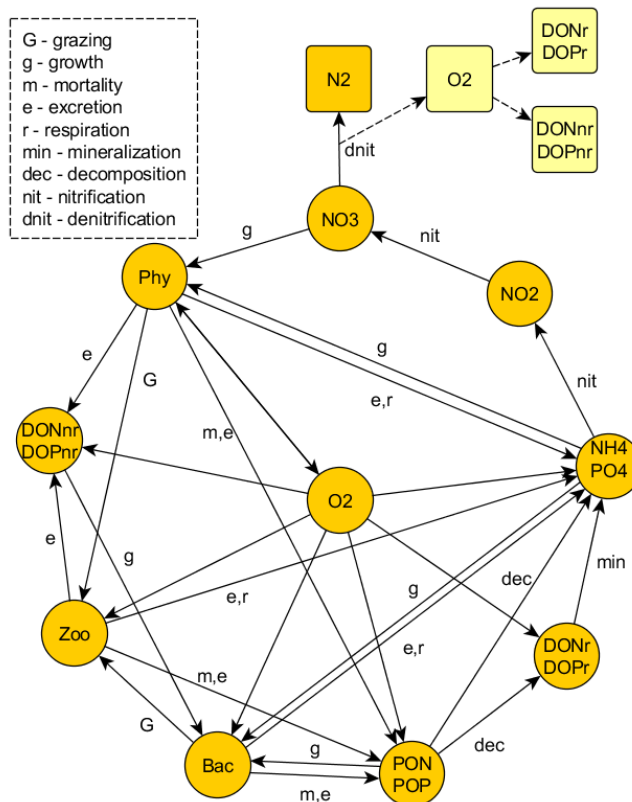 G - grazing
g - growth
m - mortality
e - excretion
r - respiration
min - mineralization
dec - decomposition
nit - nitrification
dnit - denitrification
N2
O2
DONr
DOPr
DONnr
DOPnr
dnit
NO3
g
nit
Phy
NO2
g
nit
e
G
e,r
DONnr
DOPnr
m,e
NH4
PO4
O2
e
g
g
dec
min
e,r
Zoo
e,r
DONr
DOPr
m,e
G
g
dec
Bac
PON
POP
m,e